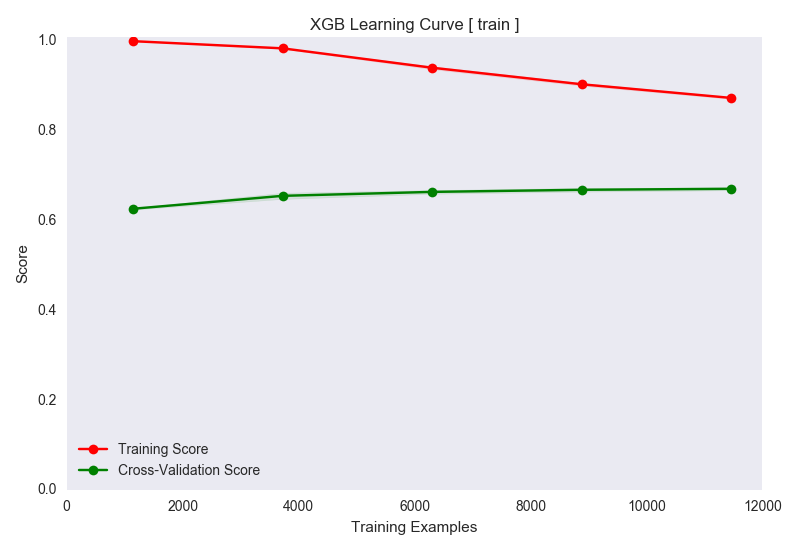 XGB Learning Curve [ train ]
1.0
0.8
0.6
0.4
0.2
0.0
Score
Training Score
Cross-Validation Score
0 2000 4000 6000 8000 10000 12000
Training Examples